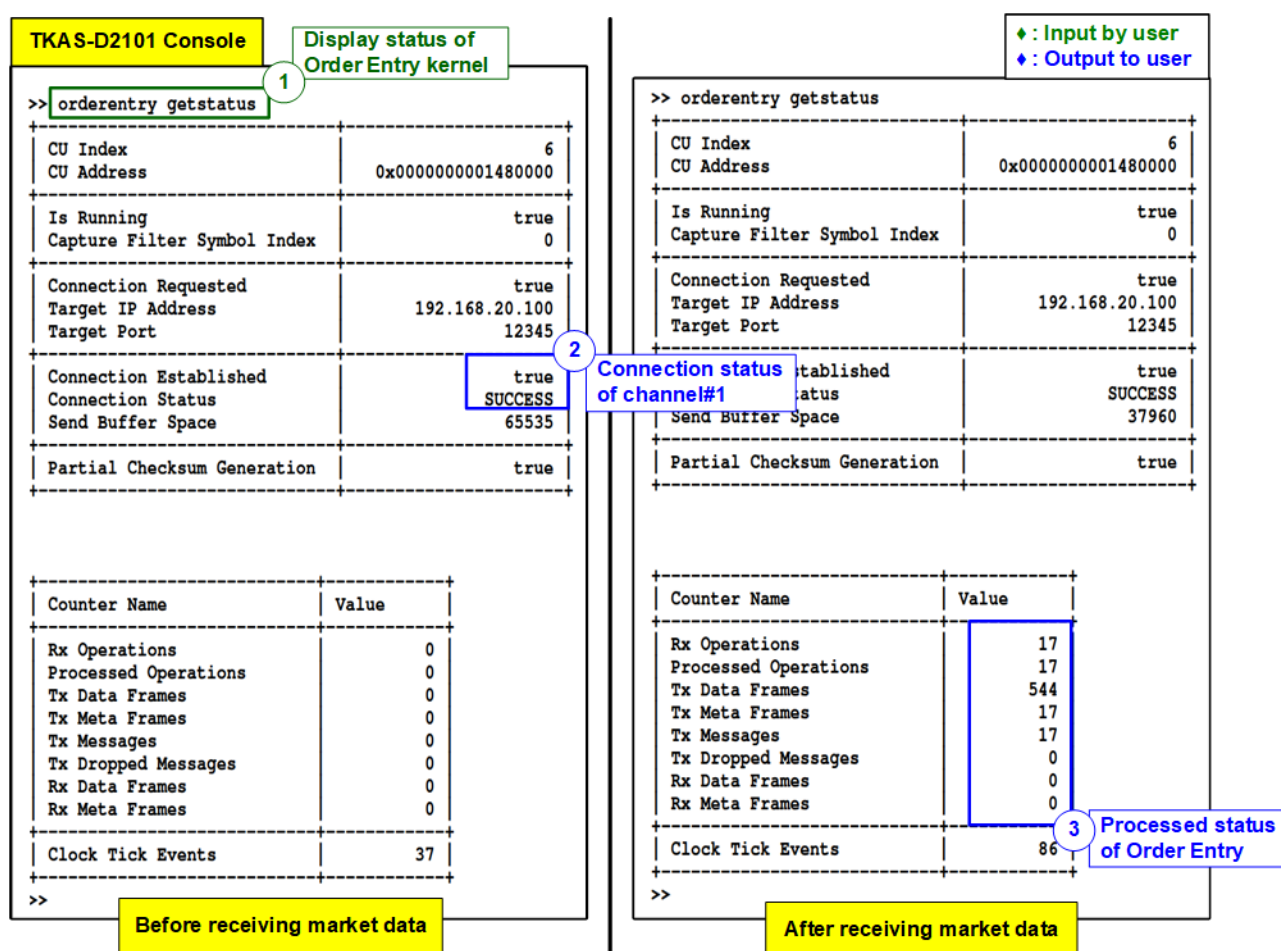 TKAS-D2101 Console
Display status of
Order Entry kernel
1
>> orderentry getstatus
CU Index 6
CU Address 0x0000000001480000
Is Running true
Capture Filter Symbol Index 0
Connection Requested true
Target IP Address 192.168.20.100
Target Port 12345
2
Connection status
of channel#1
Connection Established true
Connection Status SUCCESS
Send Buffer Space 65535
Partial Checksum Generation true
Counter Name Value
Rx Operations 0
Processed Operations 0
Tx Data Frames 0
Tx Meta Frames 0
Tx Messages 0
Tx Dropped Messages 0
Rx Data Frames 0
Rx Meta Frames 0
Clock Tick Events 37
>>
Before receiving market data
♦ : Input by user
♦ : Output to user
>> orderentry getstatus
CU Index 6
CU Address 0x0000000001480000
Is Running true
Capture Filter Symbol Index 0
Connection Requested true
Target IP Address 192.168.20.100
Target Port 12345
tablished true
atus SUCCESS
Send Buffer Space 37960
Partial Checksum Generation true
Counter Name Value
Rx Operations 17
Processed Operations 17
Tx Data Frames 544
Tx Meta Frames 17
Tx Messages 17
Tx Dropped Messages 0
Rx Data Frames 0
Rx Meta Frames 0
3
Processed status
of Order Entry
Clock Tick Events 86
>>
After receiving market data